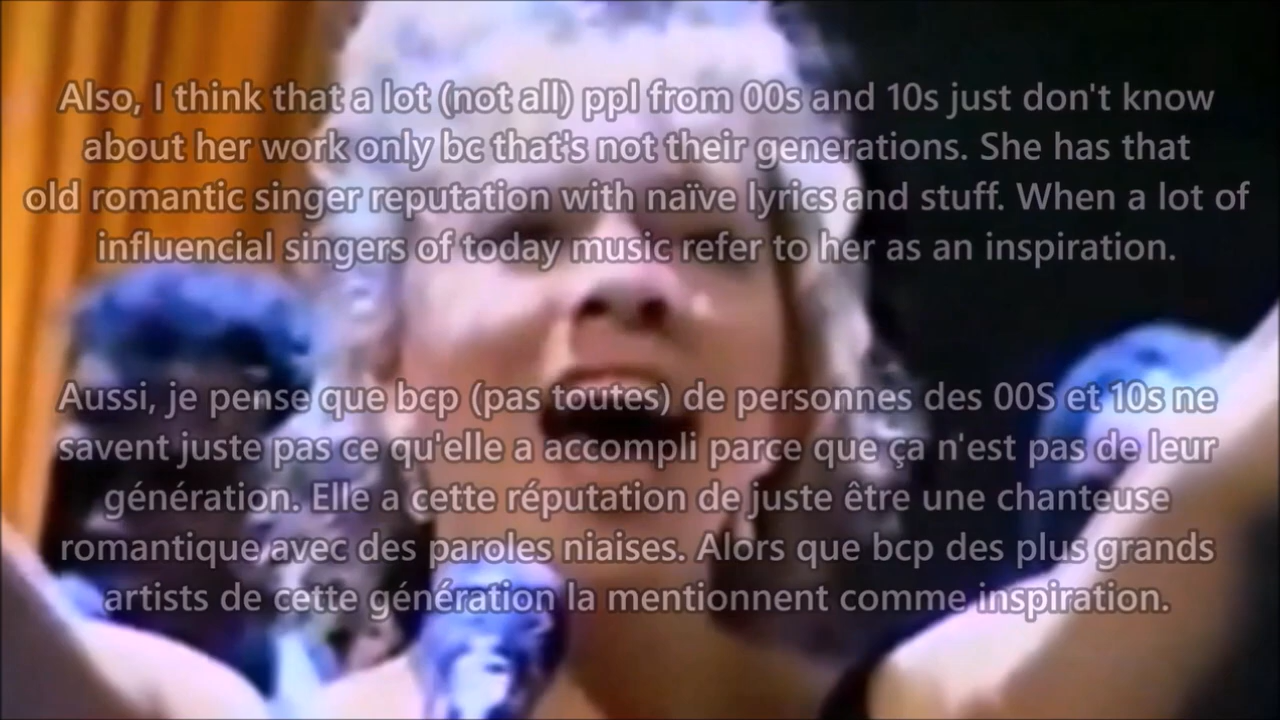 Also, I think that a lot (not all) ppl from 00s and 10s just don't know
about her work only bc that's not their generations. She has that
old romantic singer reputation with naïve lyrics and stuff. When a lot of
influencial singers of today music refer to her as an inspiration.
Aussi, je pense que bcp (pas toutes) de personnes des 00S et 10s ne
savent juste pas ce qu'elle a accompli parce que ça n'est pas de leur
génération. Elle a cette réputation de juste être une chanteuse
romantique avec des paroles niaises. Alors que bcp des plus grands
artists de cette génération la mentionnent comme inspiration.